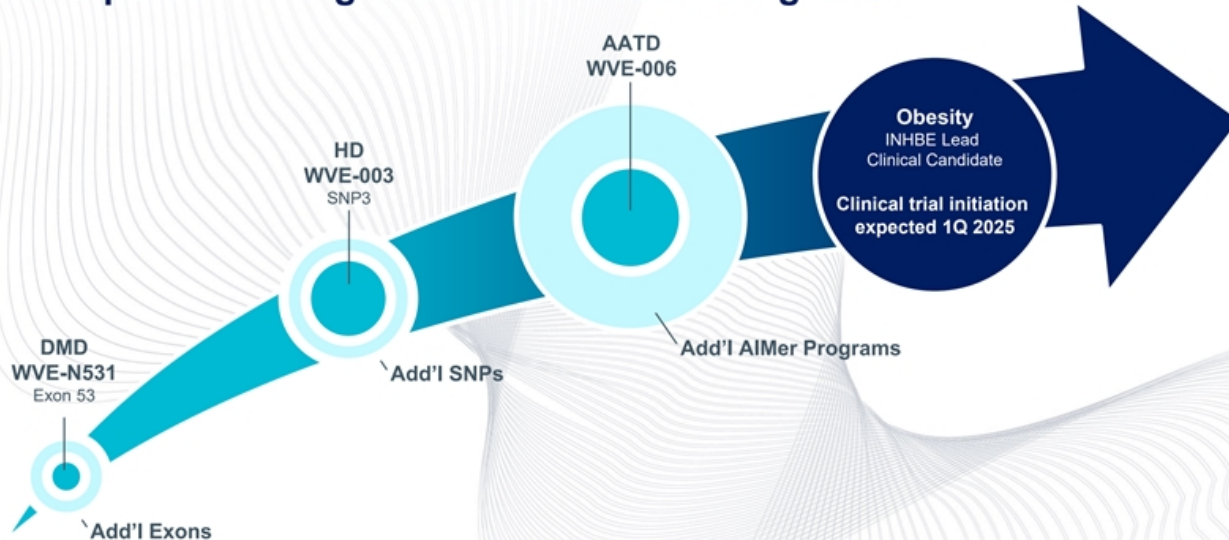 AATD
WVE-006
Obesity
INHBE Lead
Clinical Candidate
Clinical trial initiation
expected 1Q 2025
HD
WVE-003
SNP3
Add'l AIMer Programs
Add'l SNPs
DMD
WVE-N531
Exon 53
Add'l Exons